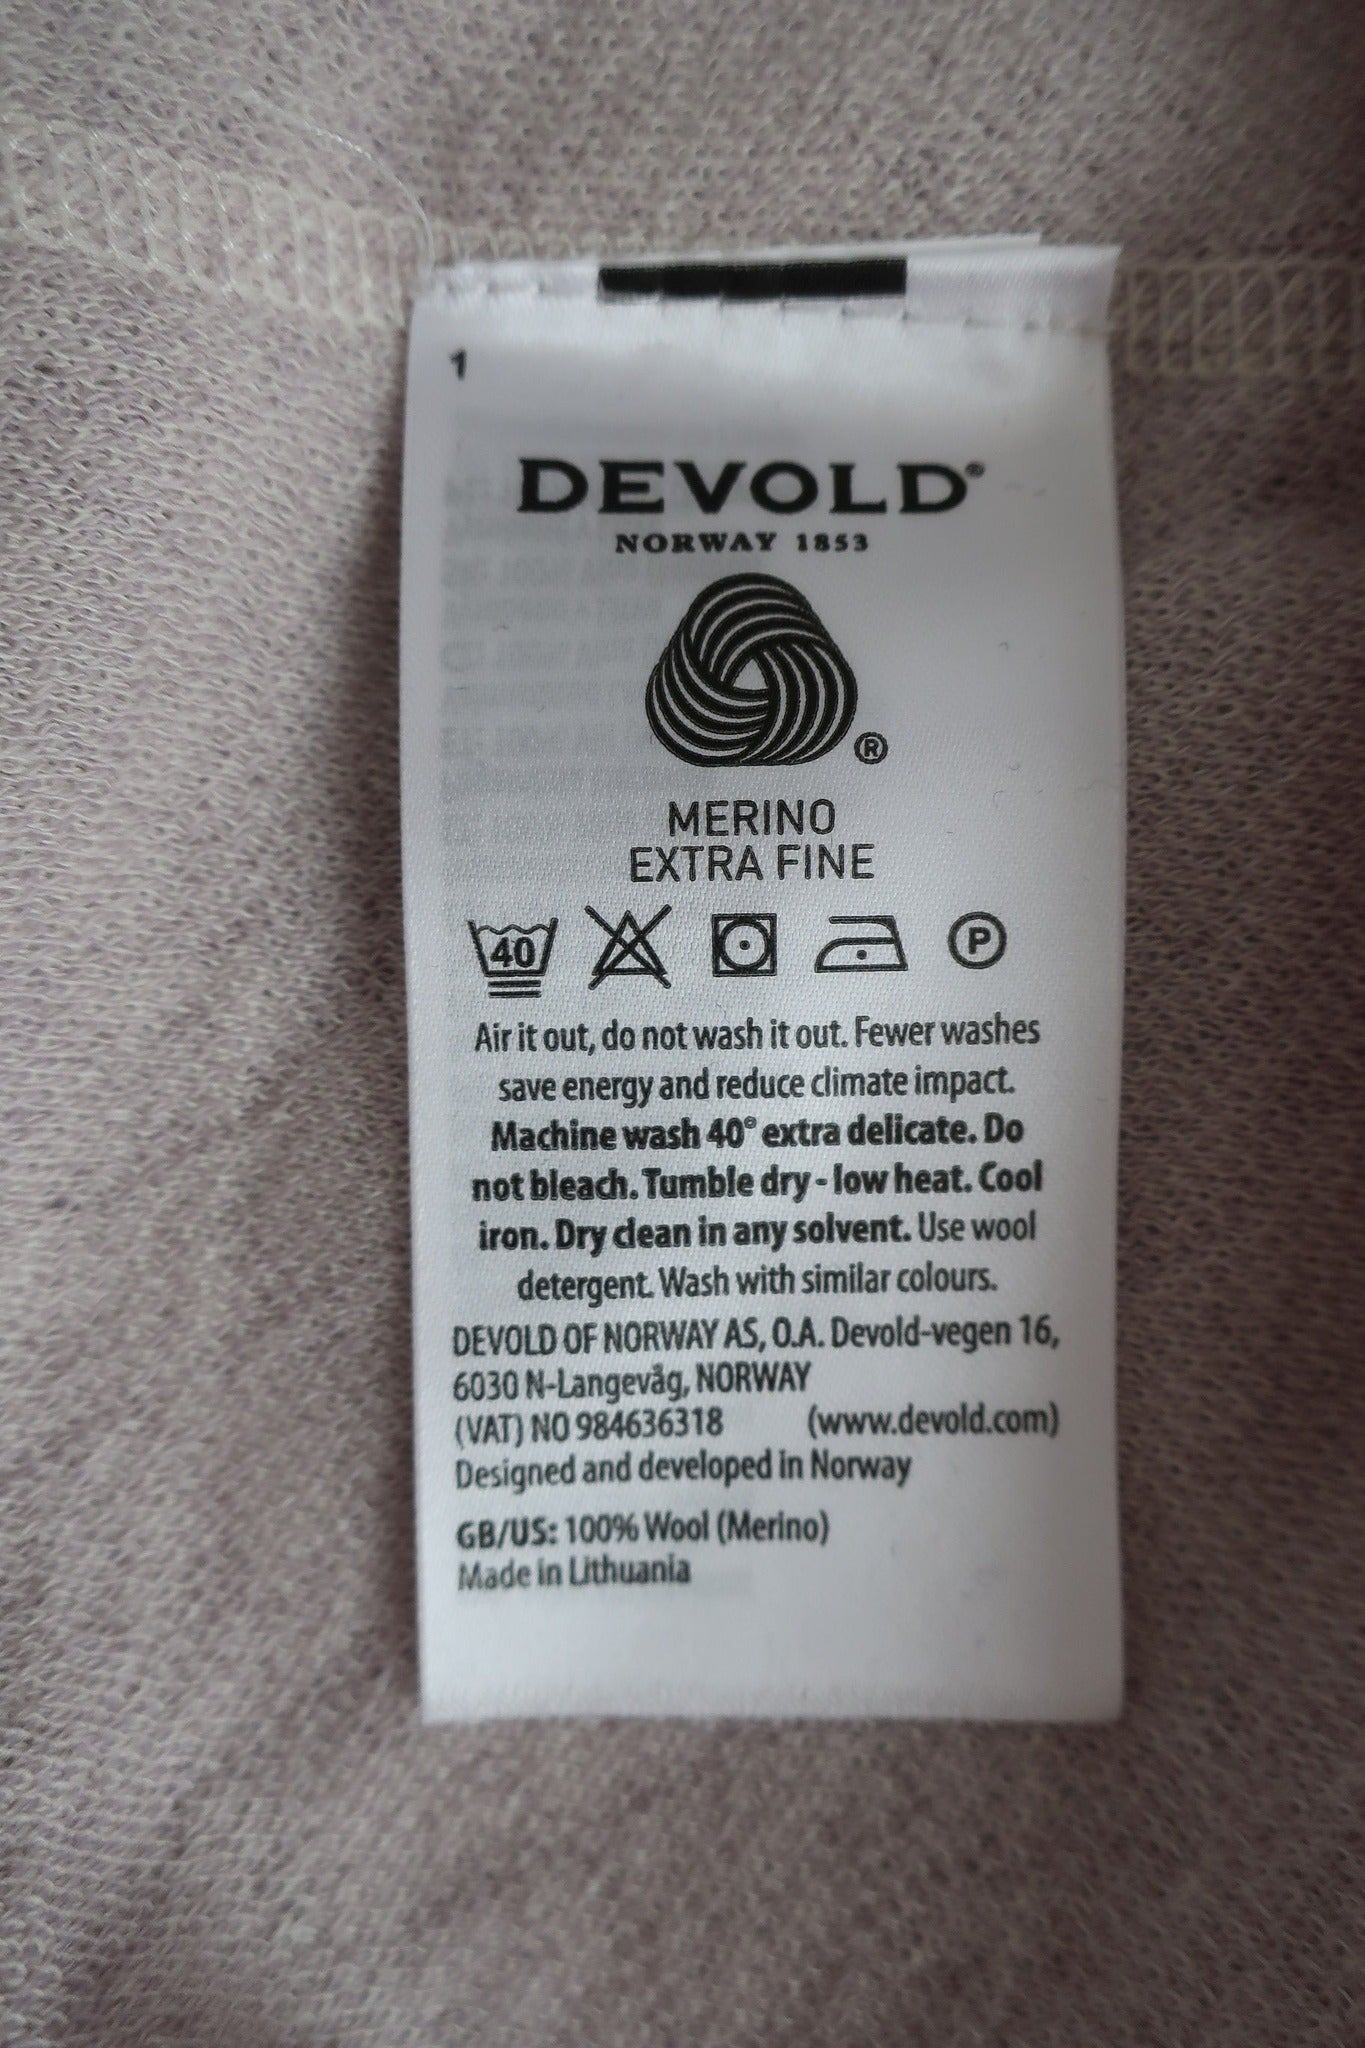 1
DEVOLD®
NORWAY 1853
®
MERINO
EXTRA FINE
40
P
Air it out, do not wash it out. Fewer washes
save energy and reduce climate impact.
Machine wash 40° extra delicate. Do
not bleach. Tumble dry - low heat. Cool
iron. Dry clean in any solvent. Use wool
detergent. Wash with similar colours.
DEVOLD OF NORWAY AS, O.A. Devold-vegen 16,
6030 N-Langevåg, NORWAY
(VAT) NO 984636318 (www.devold.com)
Designed and developed in Norway
GB/US: 100% Wool (Merino)
Made in Lithuania